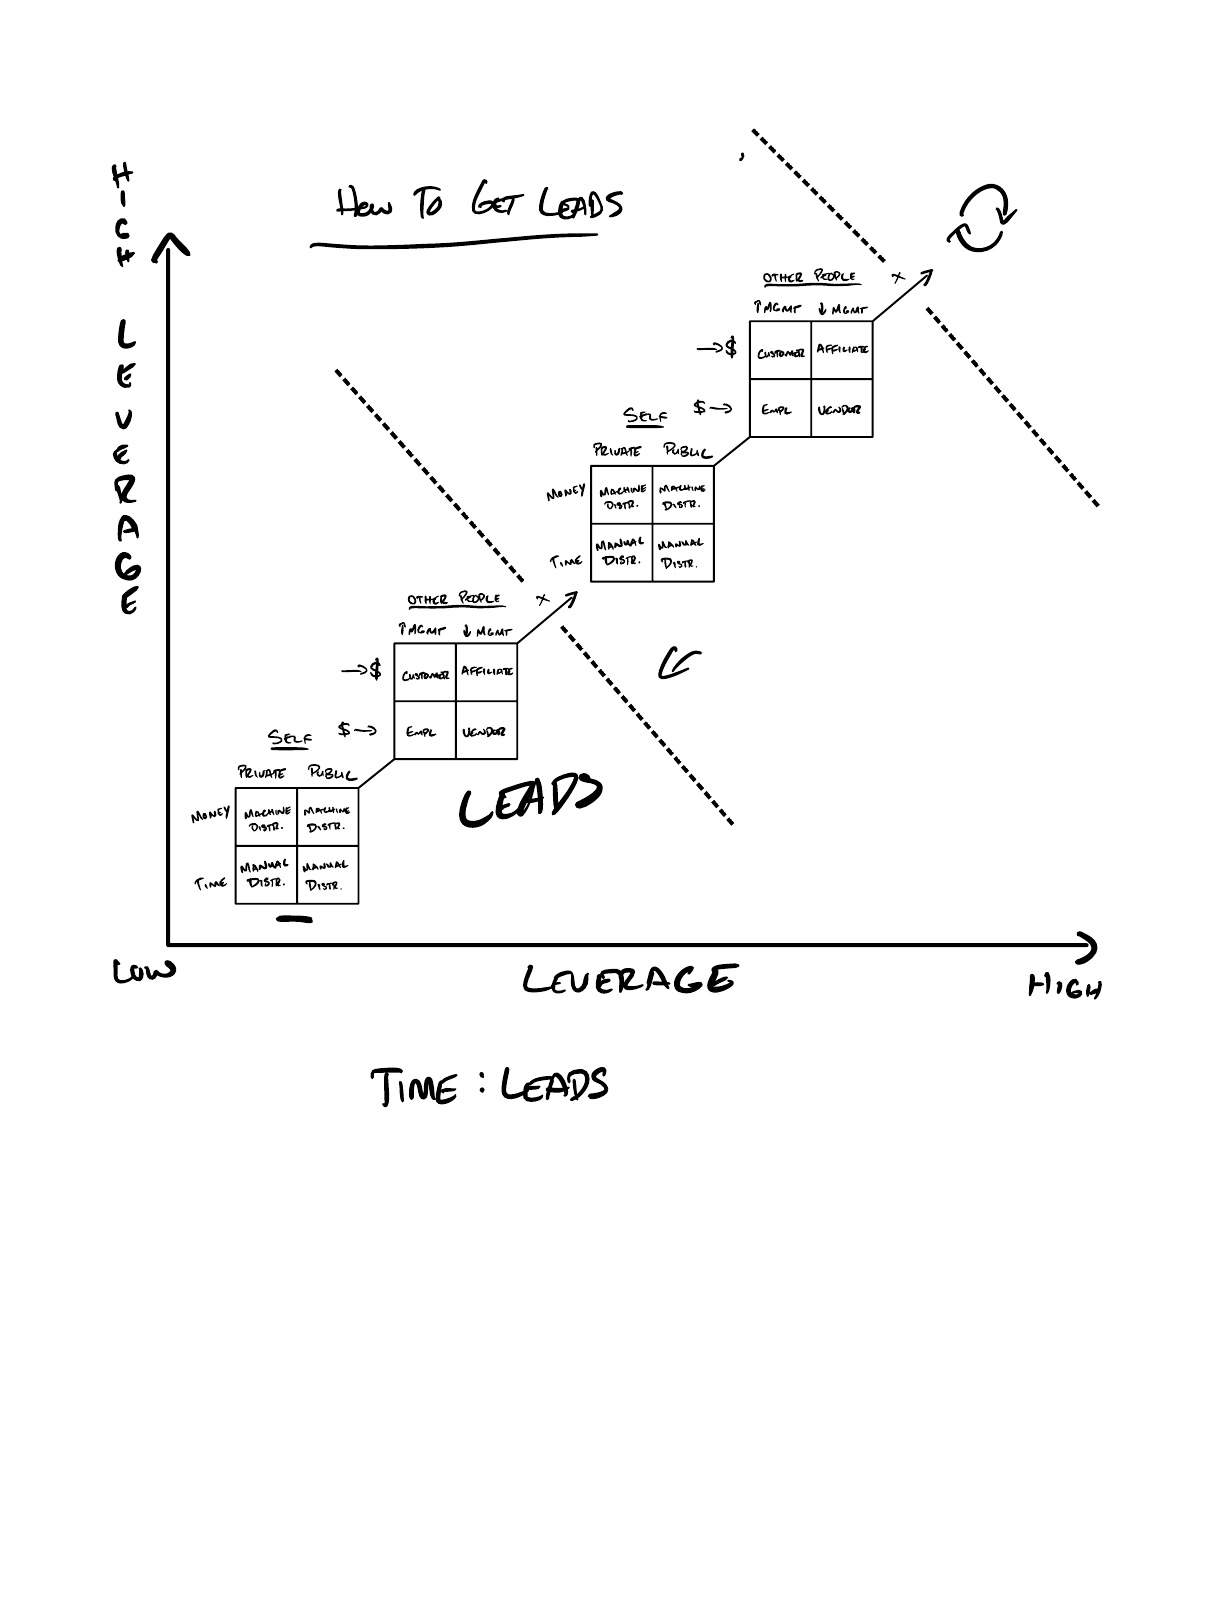 HIGH LEVERAGE
HOW TO GET LEADS
OTHER PEOPLE
↑MGMT ↓MGMT
→$ CUSTOMER AFFILIATE
$→ EMPL VENDOR
SELF
PRIVATE PUBLIC
MONEY MACHINE DISTR. MACHINE DISTR.
TIME MANUAL DISTR. MANUAL DISTR.
OTHER PEOPLE
↑MGMT ↓MGMT
→$ CUSTOMER AFFILIATE
$→ EMPL VENDOR
SELF
PRIVATE PUBLIC
MONEY MACHINE DISTR. MACHINE DISTR.
TIME MANUAL DISTR. MANUAL DISTR.
LEADS
LOW LEVERAGE HIGH
TIME : LEADS